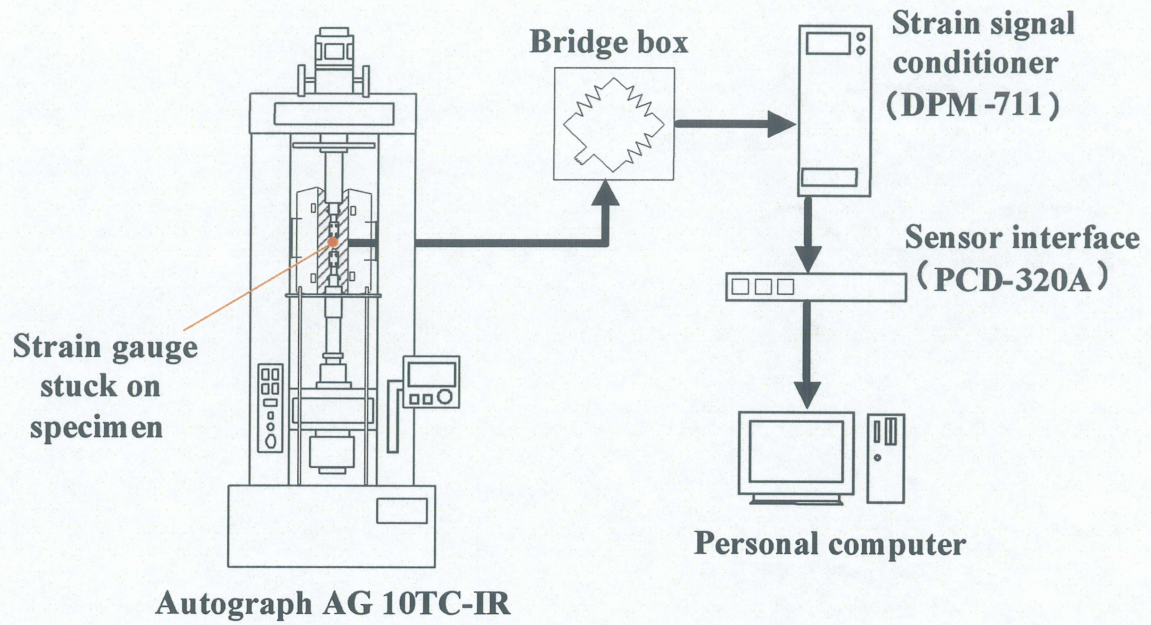 Bridge box
Strain signal
conditioner
(DPM-711)
Sensor interface
(PCD-320A)
Strain gauge
stuck on
specimen
Personal computer
Autograph AG 10TC-IR